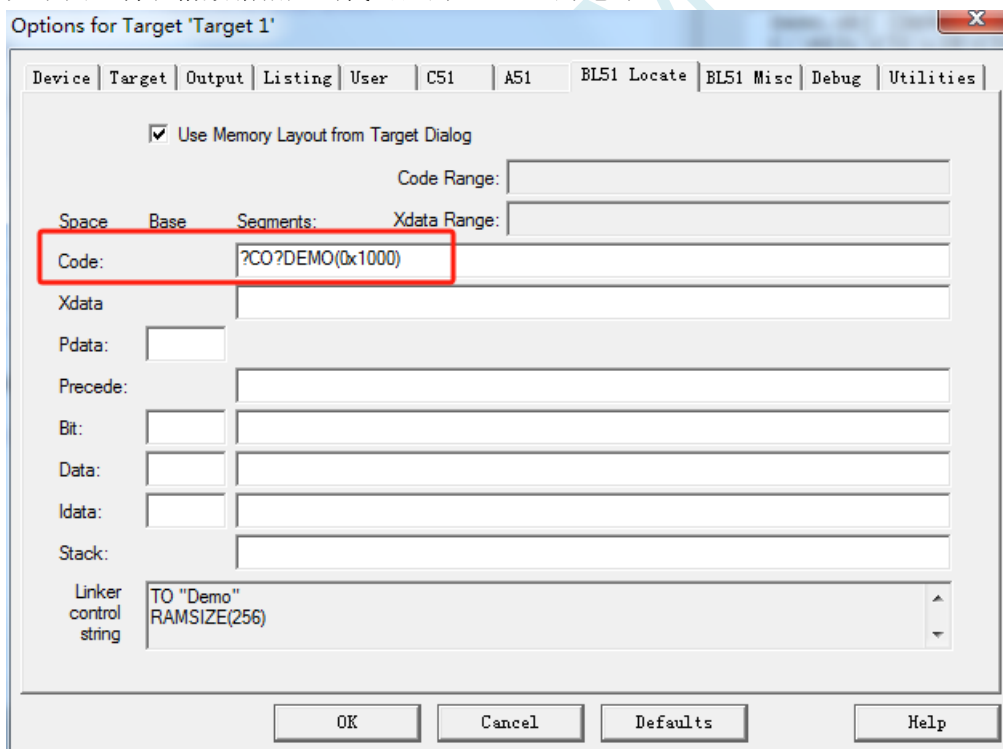 Options for Target 'Target 1'
Device Target Output Listing User C51 A51 BL51 Locate BL51 Misc Debug Utilities
Use Memory Layout from Target Dialog
Code Range:
Space Base Segments: Xdata Range:
Code: ?CO?DEMO(0x1000)
Xdata
Pdata:
Precede:
Bit:
Data:
Idata:
Stack:
Linker control string
TO "Demo"
RAMSIZE(256)
OK Cancel Defaults Help